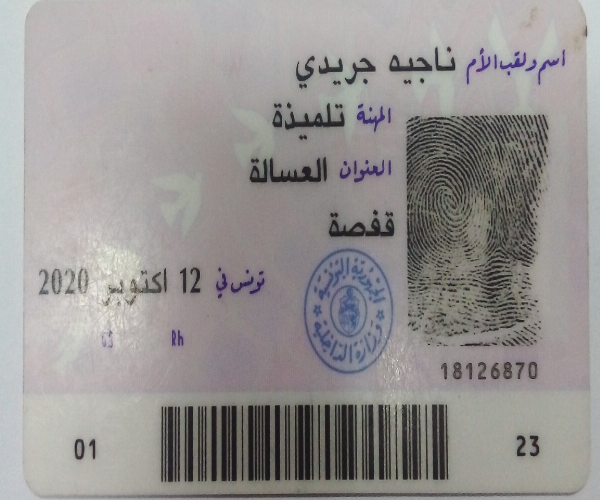 اسم ولقب الأم ناجيه جريدي
المهنة تلميذة
العنوان العسالة
قفصة
تونس في 12 اكتوبر 2020
Rh
الجمهورية التونسية
وزارة الداخلية
18126870
01 23